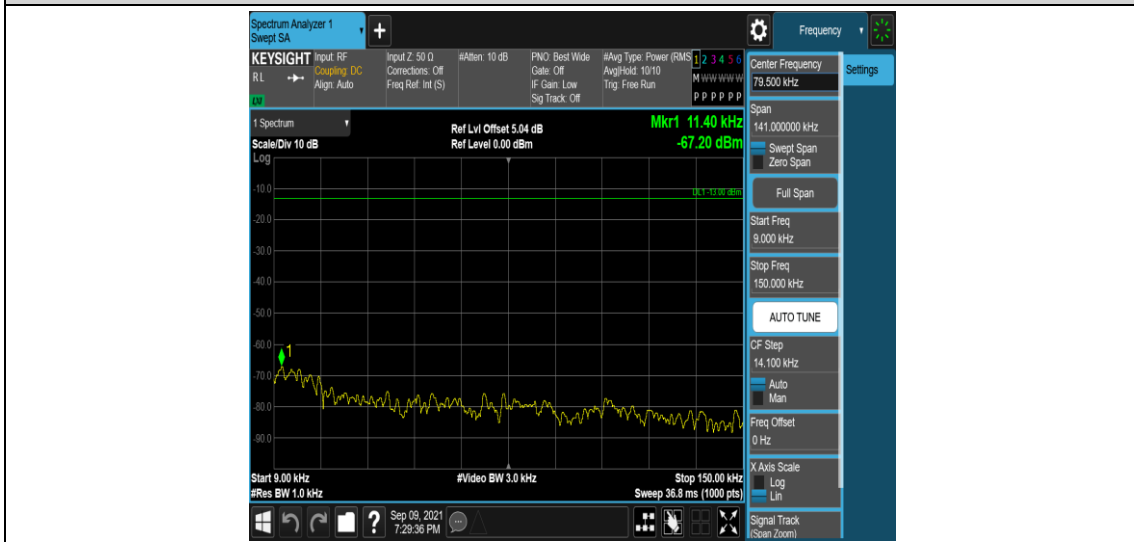 Spectrum Analyzer 1
Swept SA
+
Frequency
KEYSIGHT
RL
LXI
Input: RF
Coupling: DC
Align: Auto
Input Z: 50 Ω
Corrections: Off
Freq Ref: Int (S)
#Atten: 10 dB
PNO: Best Wide
Gate: Off
IF Gain: Low
Sig Track: Off
#Avg Type: Power (RMS
Avg|Hold: 10/10
Trig: Free Run
1 2 3 4 5 6
M W W W W W
P P P P P P
1 Spectrum
Scale/Div 10 dB
Log
Ref Lvl Offset 5.04 dB
Ref Level 0.00 dBm
Mkr1 11.40 kHz
-67.20 dBm
DL1 -13.00 dBm
-10.0
-20.0
-30.0
-40.0
-50.0
-60.0
-70.0
-80.0
-90.0
1
Start 9.00 kHz
#Res BW 1.0 kHz
#Video BW 3.0 kHz
Stop 150.00 kHz
Sweep 36.8 ms (1000 pts)
?
Sep 09, 2021
7:29:36 PM
Center Frequency
79.500 kHz
Settings
Span
141.000000 kHz
Swept Span
Zero Span
Full Span
Start Freq
9.000 kHz
Stop Freq
150.000 kHz
AUTO TUNE
CF Step
14.100 kHz
Auto
Man
Freq Offset
0 Hz
X Axis Scale
Log
Lin
Signal Track
(Span Zoom)